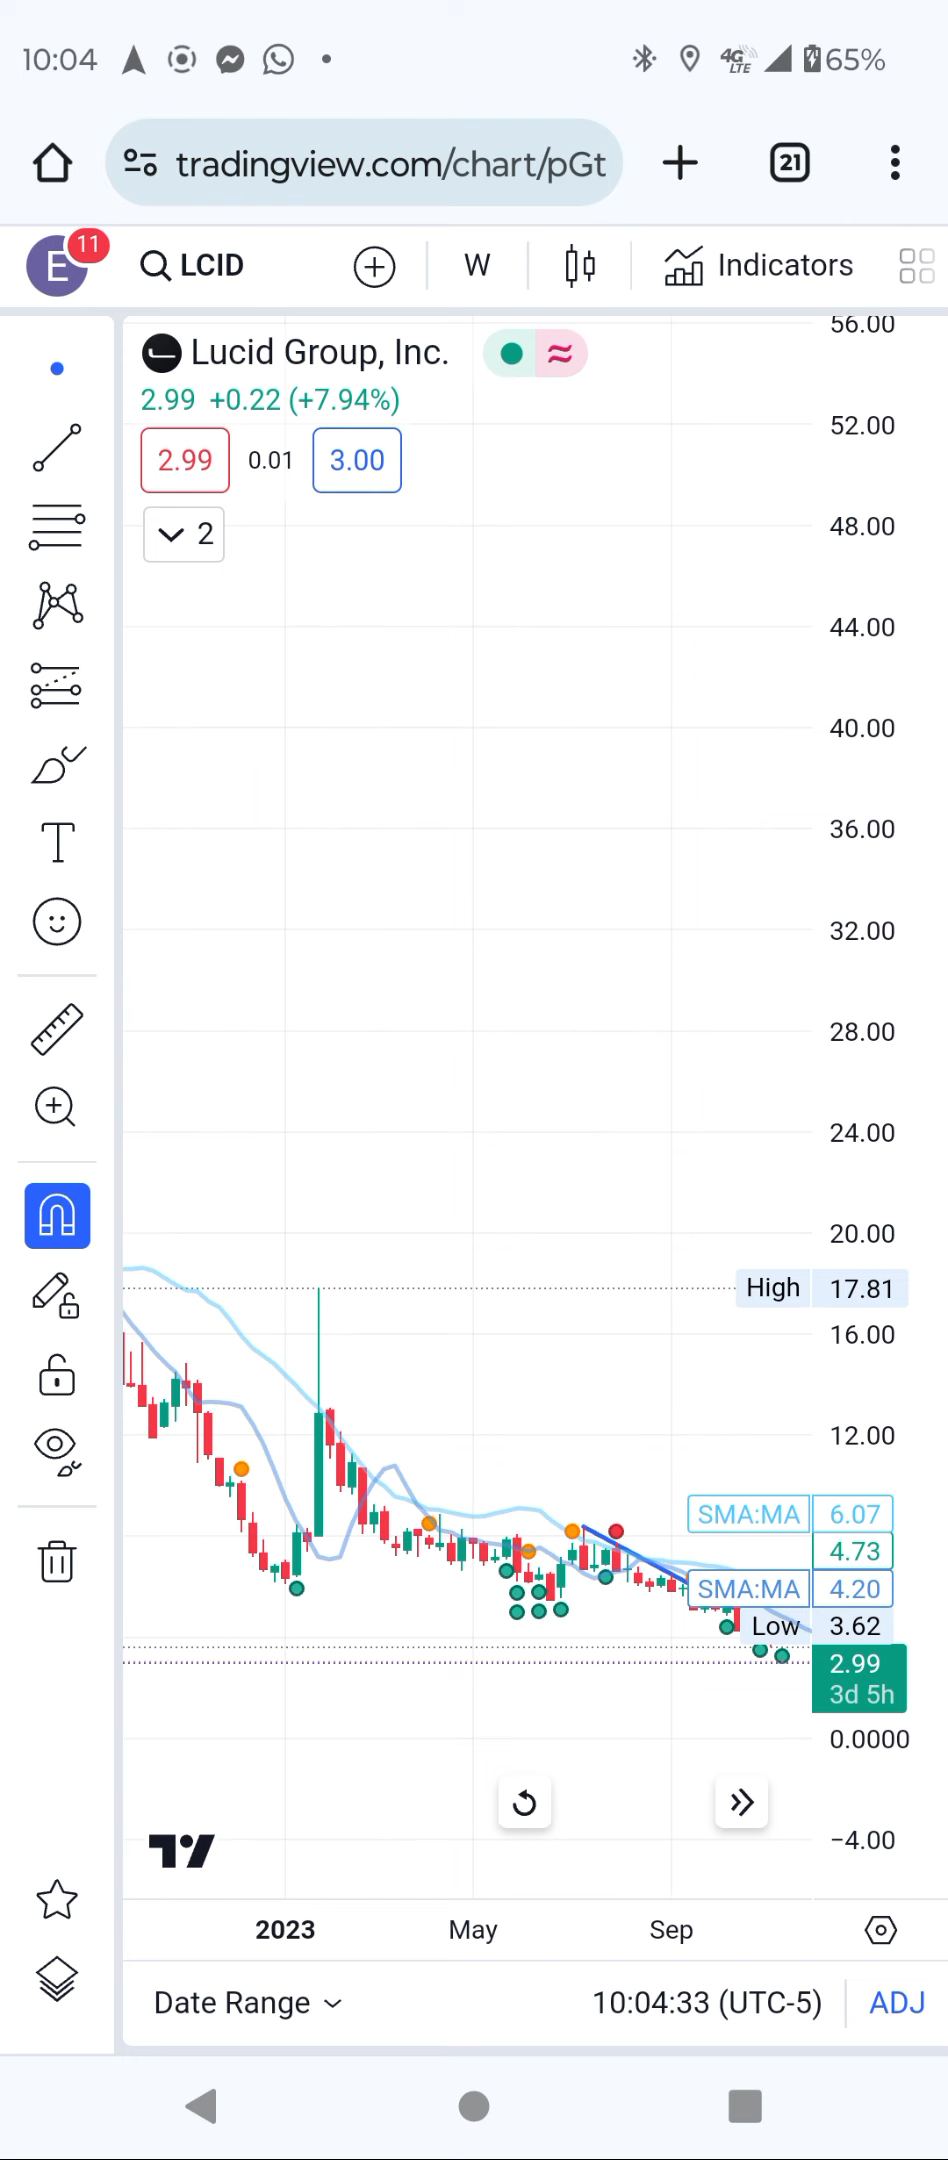 10:04
4G LTE
65%
tradingview.com/chart/pGt
21
E
11
LCID
W
Indicators
Lucid Group, Inc.
2.99 +0.22 (+7.94%)
2.99
0.01
3.00
2
56.00
52.00
48.00
44.00
40.00
36.00
32.00
28.00
24.00
20.00
High 17.81
16.00
12.00
SMA:MA 6.07
4.73
SMA:MA 4.20
Low 3.62
2.99
3d 5h
0.0000
−4.00
2023 May Sep
Date Range
10:04:33 (UTC-5)
ADJ